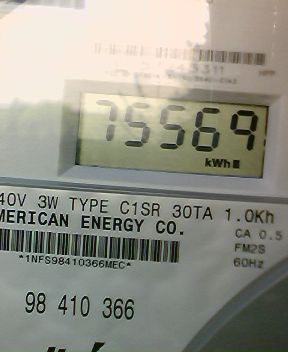 75569
kWh
40V 3W TYPE C1SR 30TA 1.0Kh
MERICAN ENERGY CO.
CA 0.5
FM2S
60Hz
*1NFS98410366MEC*
98 410 366